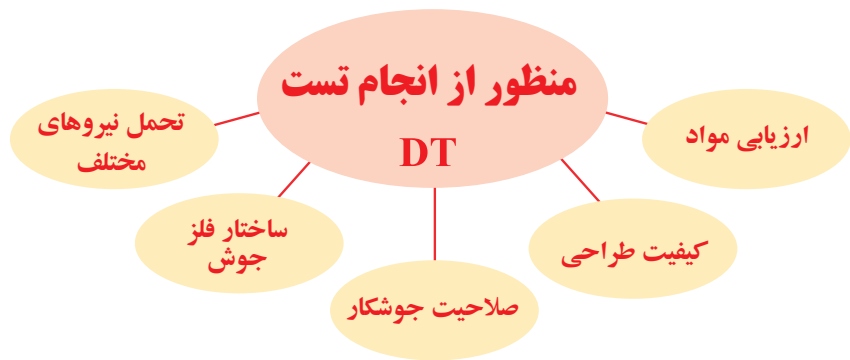 منظور از انجام تست
DT
ارزیابی مواد
کیفیت طراحی
صلاحیت جوشکار
ساختار فلز
جوش
تحمل نیروهای
مختلف